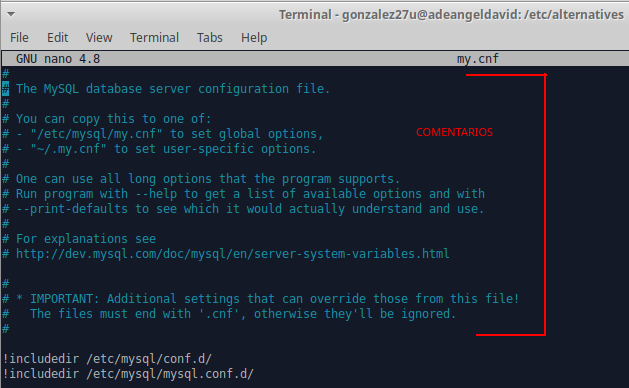 Terminal - gonzalez27u@adeangeldavid: /etc/alternatives
File Edit View Terminal Tabs Help
GNU nano 4.8 my.cnf
#
# The MySQL database server configuration file.
#
# You can copy this to one of:
# - "/etc/mysql/my.cnf" to set global options,
# - "~/.my.cnf" to set user-specific options.
COMENTARIOS
#
# One can use all long options that the program supports.
# Run program with --help to get a list of available options and with
# --print-defaults to see which it would actually understand and use.
#
# For explanations see
# http://dev.mysql.com/doc/mysql/en/server-system-variables.html

#
# * IMPORTANT: Additional settings that can override those from this file!
#   The files must end with '.cnf', otherwise they'll be ignored.
#

!includedir /etc/mysql/conf.d/
!includedir /etc/mysql/mysql.conf.d/